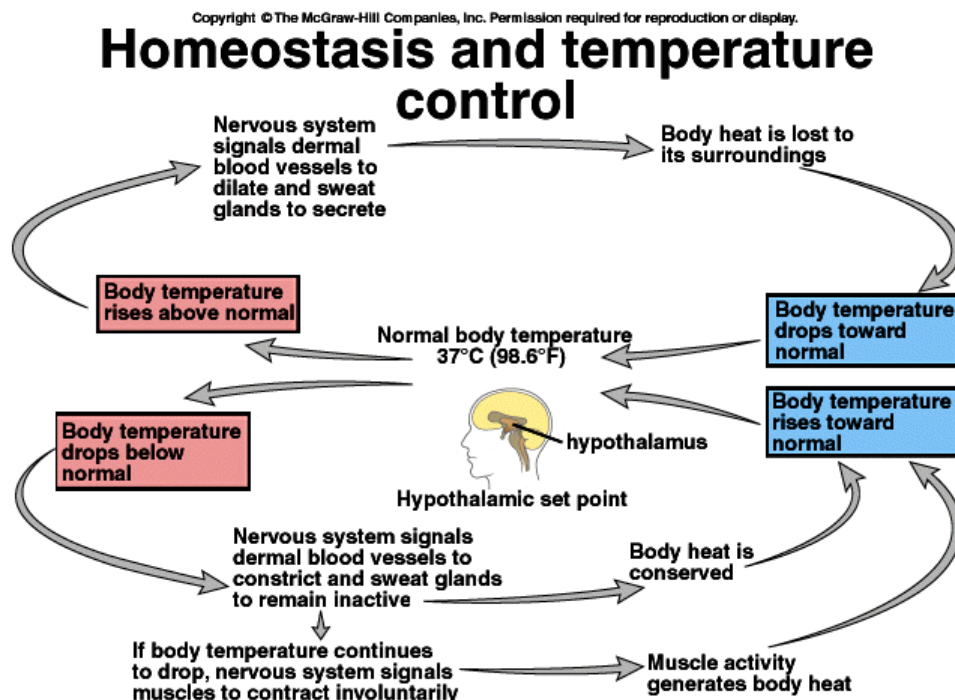 Copyright © The McGraw-Hill Companies, Inc. Permission required for reproduction or display.
Homeostasis and temperature
control
Nervous system
signals dermal
blood vessels to
dilate and sweat
glands to secrete
Body heat is lost to
its surroundings
Body temperature
rises above normal
Body temperature
drops toward
normal
Normal body temperature
37°C (98.6°F)
Body temperature
drops below
normal
Body temperature
rises toward
normal
hypothalamus
Hypothalamic set point
Nervous system signals
dermal blood vessels to
constrict and sweat glands
to remain inactive
Body heat is
conserved
If body temperature continues
to drop, nervous system signals
muscles to contract involuntarily
Muscle activity
generates body heat